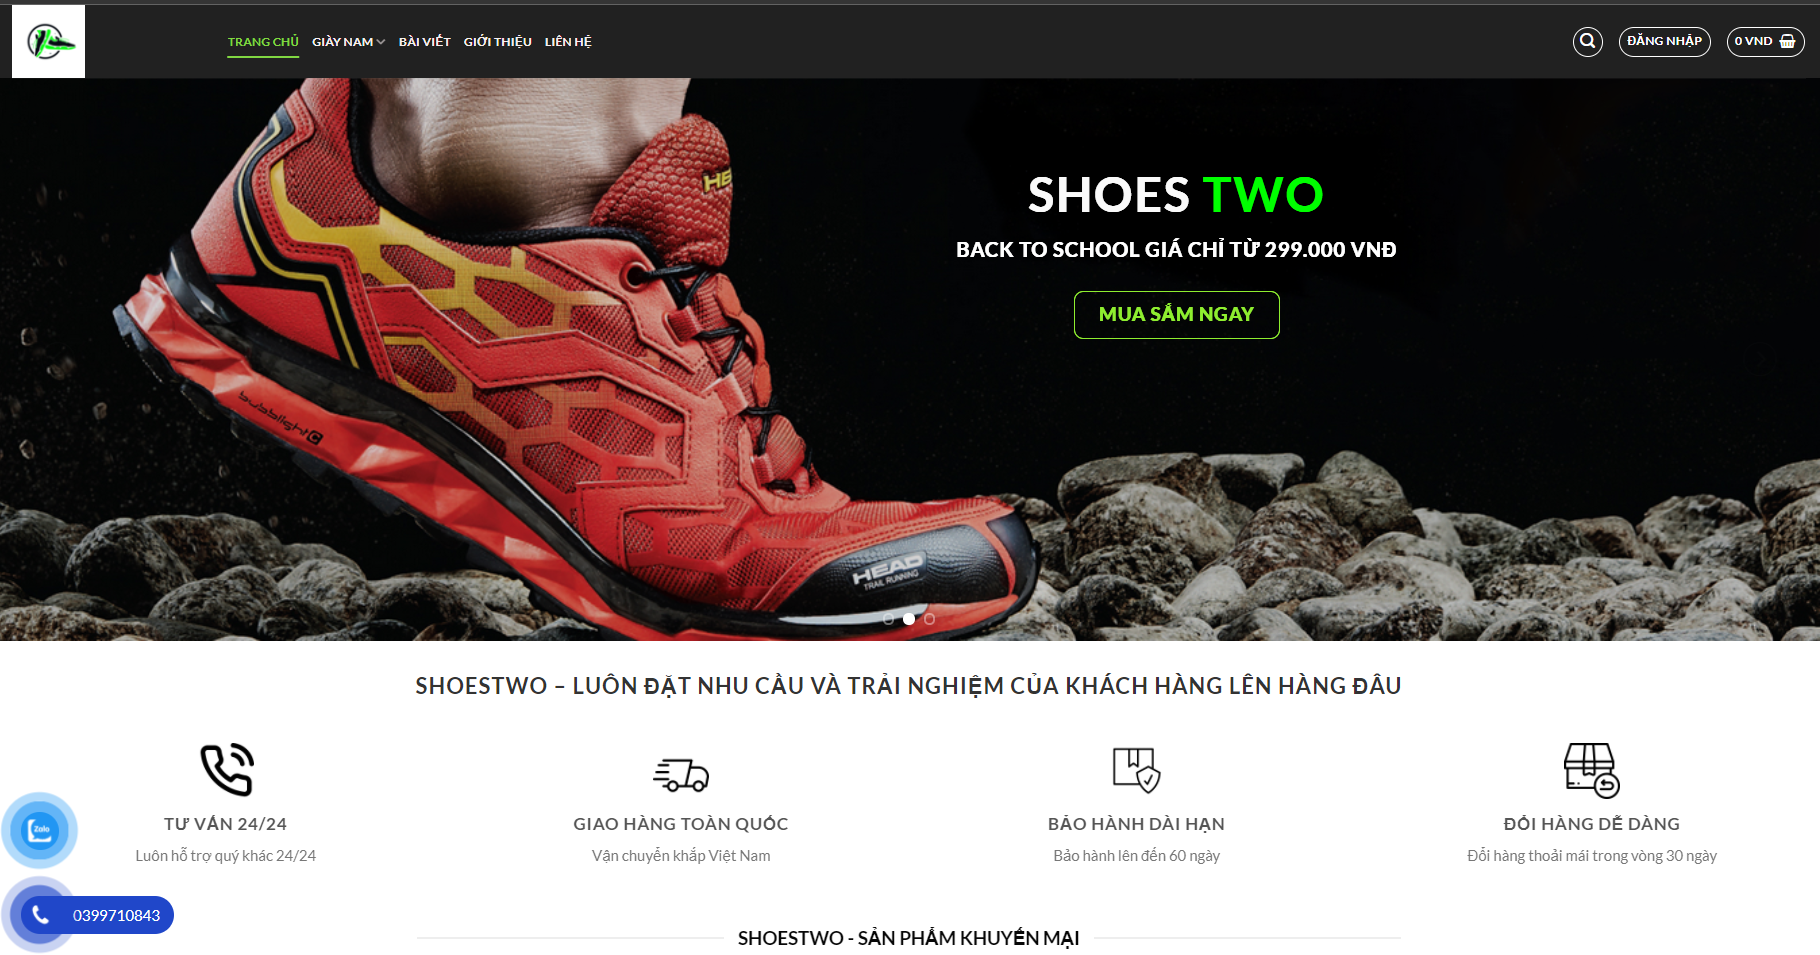 TRANG CHỦ
GIÀY NAM
BÀI VIẾT
GIỚI THIỆU
LIÊN HỆ
ĐĂNG NHẬP
0 VND
SHOES TWO
BACK TO SCHOOL GIÁ CHỈ TỪ 299.000 VNĐ
MUA SẮM NGAY
HE
bubblightC
HEAD
TRAIL RUNNING
SHOESTWO – LUÔN ĐẶT NHU CẦU VÀ TRẢI NGHIỆM CỦA KHÁCH HÀNG LÊN HÀNG ĐÂU
TƯ VẤN 24/24
Luôn hỗ trợ quý khác 24/24
GIAO HÀNG TOÀN QUỐC
Vận chuyển khắp Việt Nam
BẢO HÀNH DÀI HẠN
Bảo hành lên đến 60 ngày
ĐỔI HÀNG DỄ DÀNG
Đổi hàng thoải mái trong vòng 30 ngày
Zalo
0399710843
SHOESTWO - SẢN PHẨM KHUYẾN MẠI